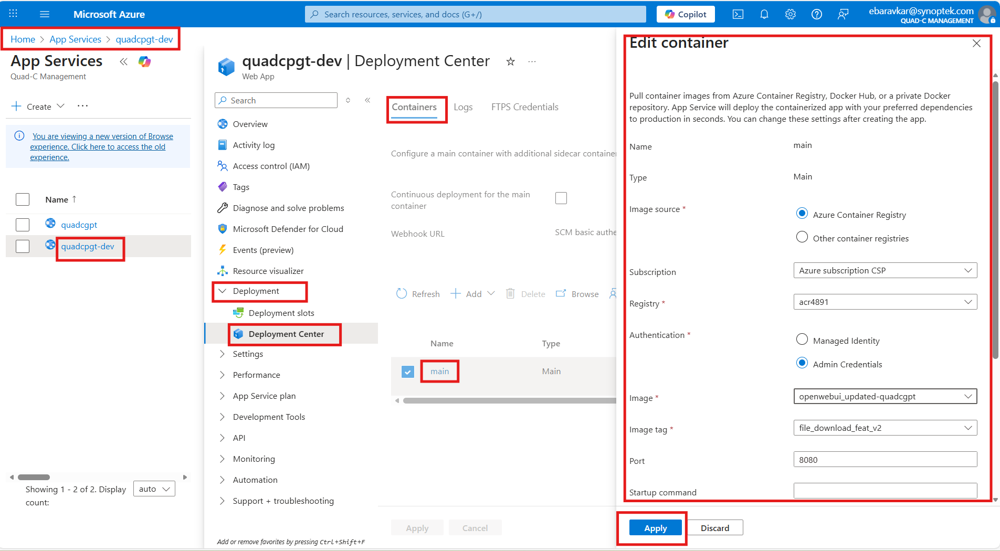 Microsoft Azure
Search resources, services, and docs (G+/)
Copilot
ebaravkar@synoptek.com
QUAD-C MANAGEMENT
Home > App Services > quadcpgt-dev
App Services
Quad-C Management
Create
You are viewing a new version of Browse
experience. Click here to access the old
experience.
Name ↑
quadcgpt
quadcpgt-dev
Showing 1 - 2 of 2. Display
count:
auto
quadcpgt-dev | Deployment Center
Web App
Search
Overview
Activity log
Access control (IAM)
Tags
Diagnose and solve problems
Microsoft Defender for Cloud
Events (preview)
Resource visualizer
Deployment
Deployment slots
Deployment Center
Settings
Performance
App Service plan
Development Tools
API
Monitoring
Automation
Support + troubleshooting
Add or remove favorites by pressing Ctrl+Shift+F
Containers
Logs
FTPS Credentials
Configure a main container with additional sidecar container
Continuous deployment for the main
container
Webhook URL
SCM basic authe
Refresh
Add
Delete
Browse
Name
Type
main
Main
Apply
Cancel
Edit container
Pull container images from Azure Container Registry, Docker Hub, or a private Docker
repository. App Service will deploy the containerized app with your preferred dependencies
to production in seconds. You can change these settings after creating the app.
Name
main
Type
Main
Image source *
Azure Container Registry
Other container registries
Subscription
Azure subscription CSP
Registry *
acr4891
Authentication *
Managed Identity
Admin Credentials
Image *
openwebui_updated-quadcgpt
Image tag *
file_download_feat_v2
Port
8080
Startup command
Apply
Discard